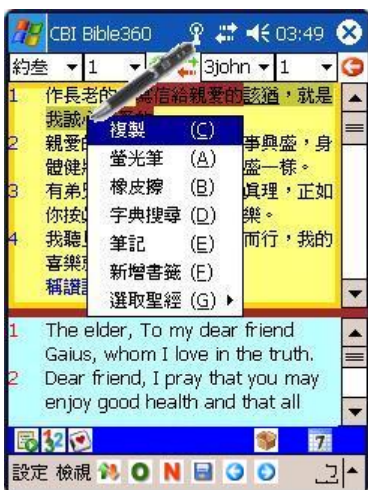 CBI Bible360 03:49
約叁 1 3john 1
1 作長老的 信給親愛的該猶,就是
我誠心
2 親愛的 事興盛,身
體健 盛一樣。
3 有弟兄 真理,正如
你按 樂。
4 我聽見 而行,我的
喜樂
稱讚
複製 (C)
螢光筆 (A)
橡皮擦 (B)
字典搜尋 (D)
筆記 (E)
新增書籤 (F)
選取聖經 (G)
1 The elder, To my dear friend
Gaius, whom I love in the truth.
2 Dear friend, I pray that you may
enjoy good health and that all
32 7
設定 檢視 O N